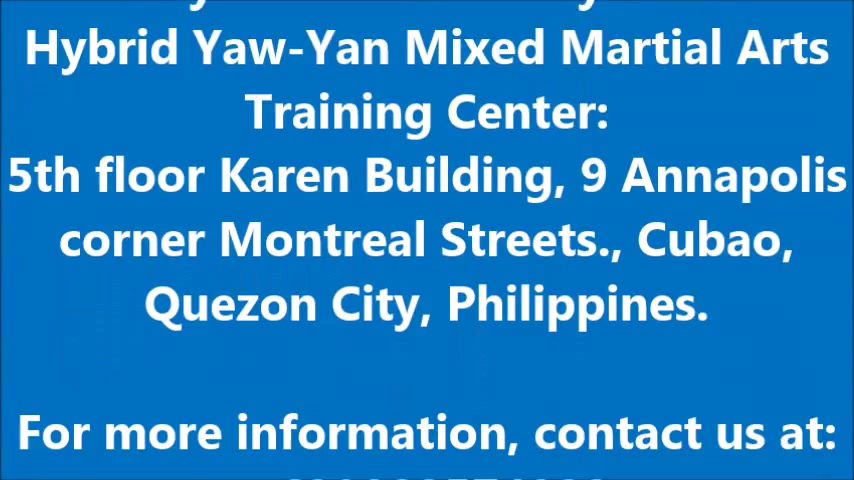 Hybrid Yaw-Yan Mixed Martial Arts
Training Center:
5th floor Karen Building, 9 Annapolis
corner Montreal Streets., Cubao,
Quezon City, Philippines.
For more information, contact us at: